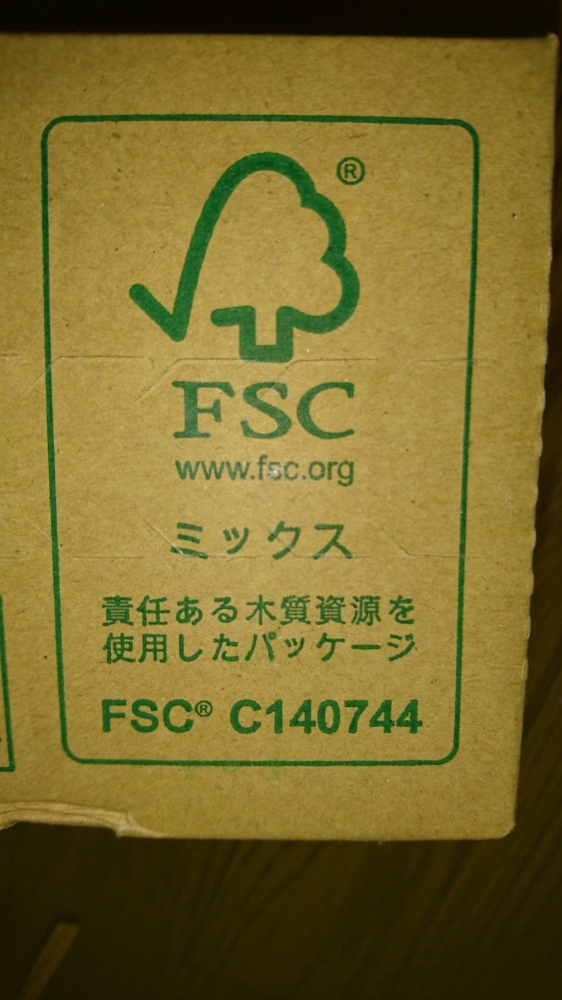 ®
FSC
www.fsc.org
ミックス
責任ある木質資源を
使用したパッケージ
FSC® C140744